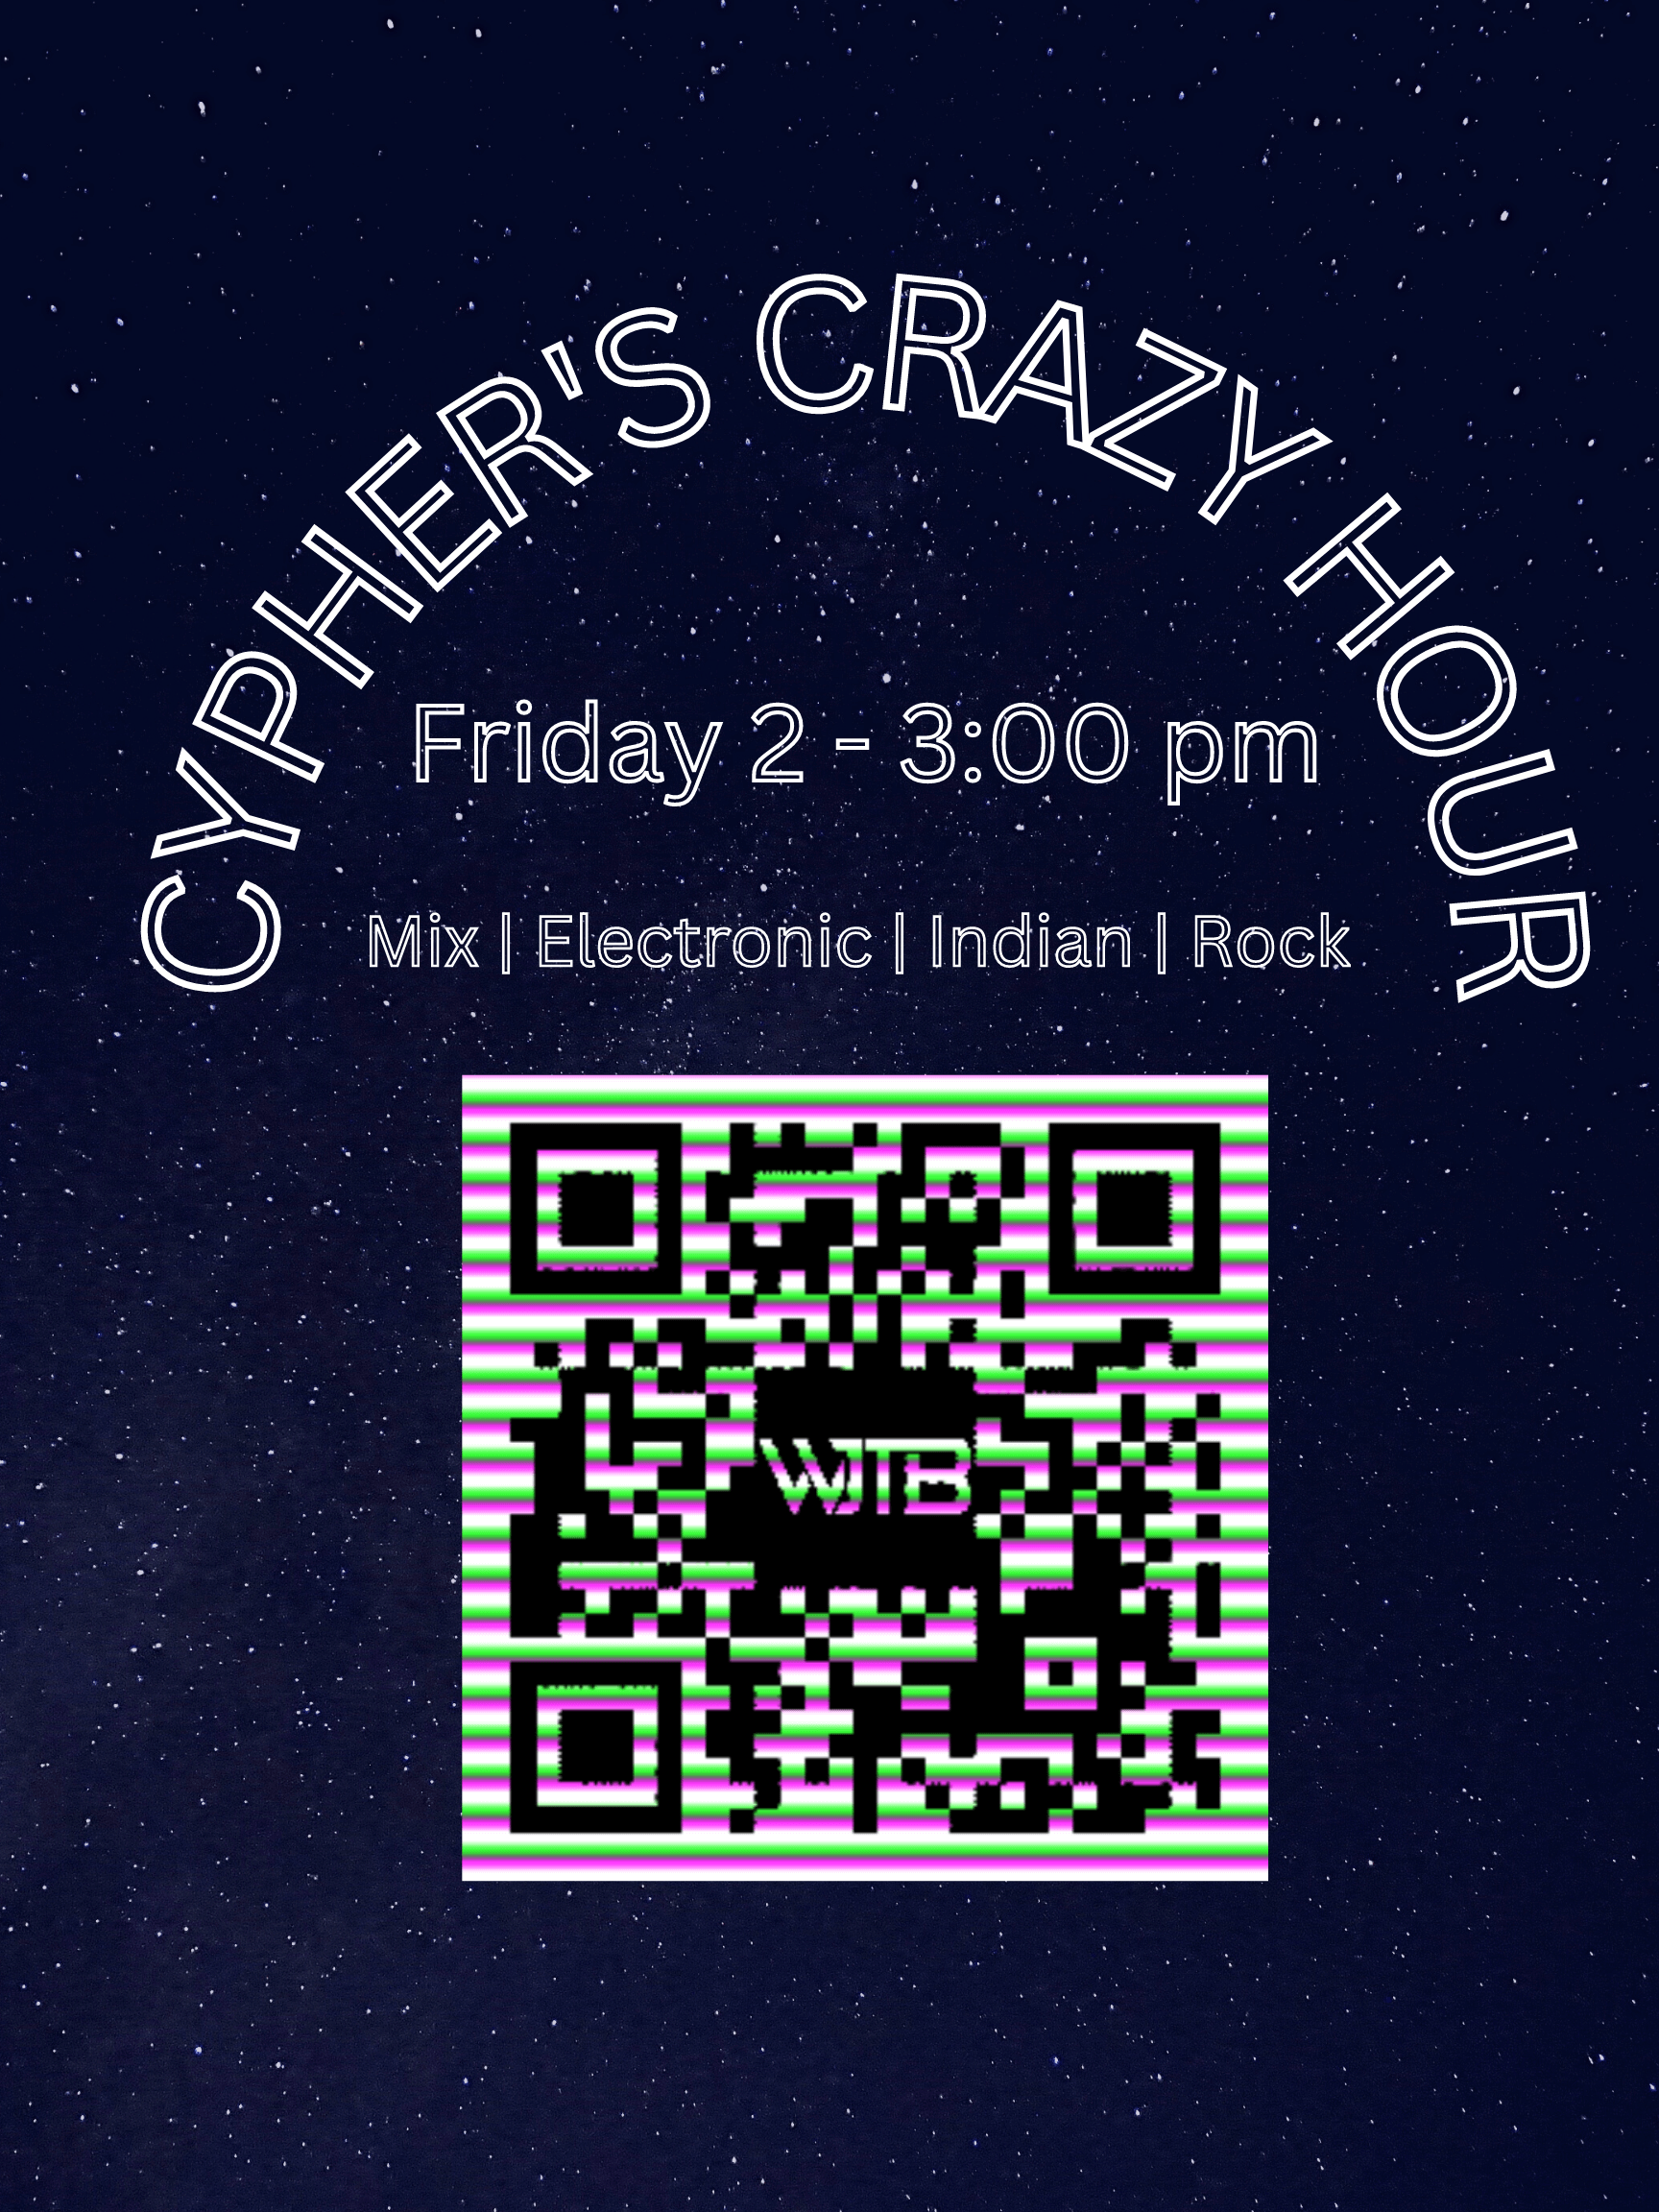 CYPHER'S CRAZY HOUR
Friday 2 - 3:00 pm
Mix | Electronic | Indian | Rock
WJTB